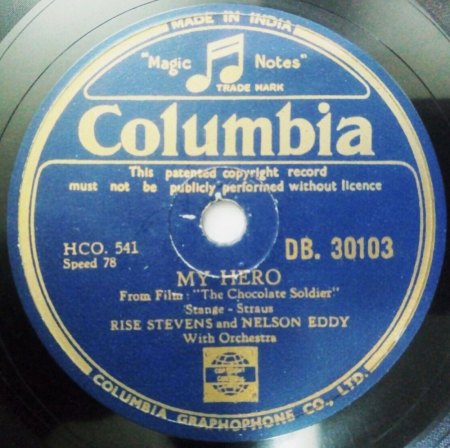 MADE IN INDIA
"Magic Notes"
TRADE MARK
Columbia
This patented copyright record
must not be publicly performed without licence
HCO. 541
Speed 78
DB. 30103
MY HERO
From Film: "The Chocolate Soldier"
Stange - Straus
RISE STEVENS and NELSON EDDY
With Orchestra
COLUMBIA GRAPHOPHONE CO., LTD.